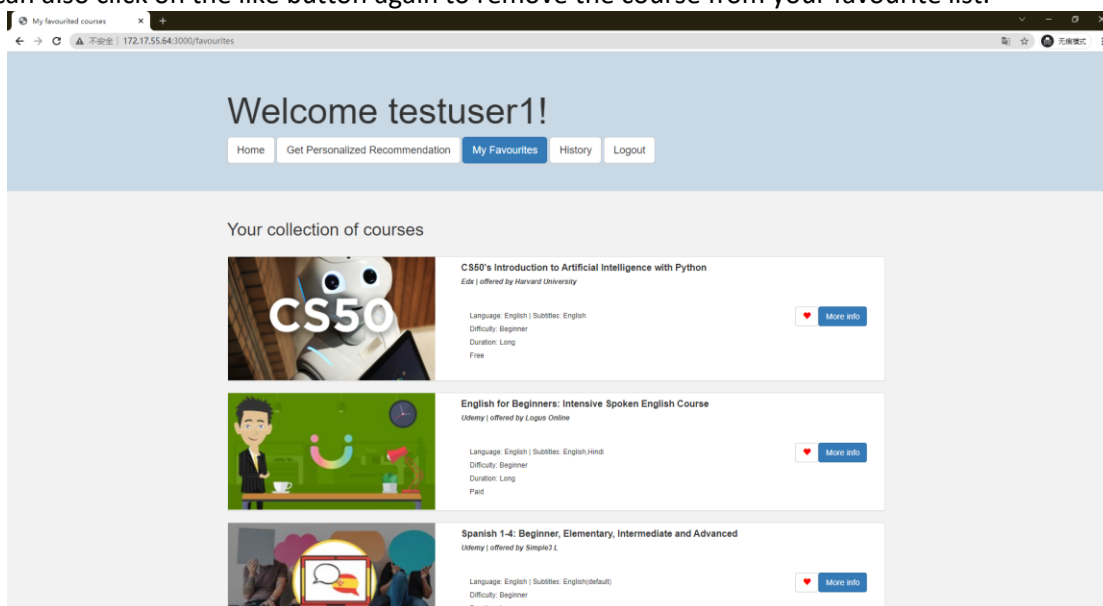 can also click on the like button again to remove the course from your favourite list.
My favourited courses
不安全 | 172.17.55.64:3000/favourites
无痕模式
Welcome testuser1!
Home Get Personalized Recommendation My Favourites History Logout
Your collection of courses
CS50
CS50's Introduction to Artificial Intelligence with Python
Edx | offered by Harvard University
Language: English | Subtitles: English
Difficulty: Beginner
Duration: Long
Free
More info
English for Beginners: Intensive Spoken English Course
Udemy | offered by Logus Online
Language: English | Subtitles: English,Hindi
Difficulty: Beginner
Duration: Long
Paid
More info
Spanish 1-4: Beginner, Elementary, Intermediate and Advanced
Udemy | offered by Simple3 L
Language: English | Subtitles: English(default)
Difficulty: Beginner
More info